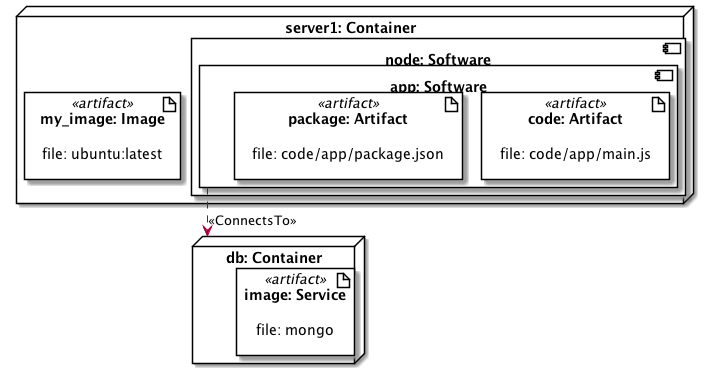 server1: Container
node: Software
app: Software
«artifact»
my_image: Image
file: ubuntu:latest
«artifact»
package: Artifact
file: code/app/package.json
«artifact»
code: Artifact
file: code/app/main.js
«ConnectsTo»
db: Container
«artifact»
image: Service
file: mongo